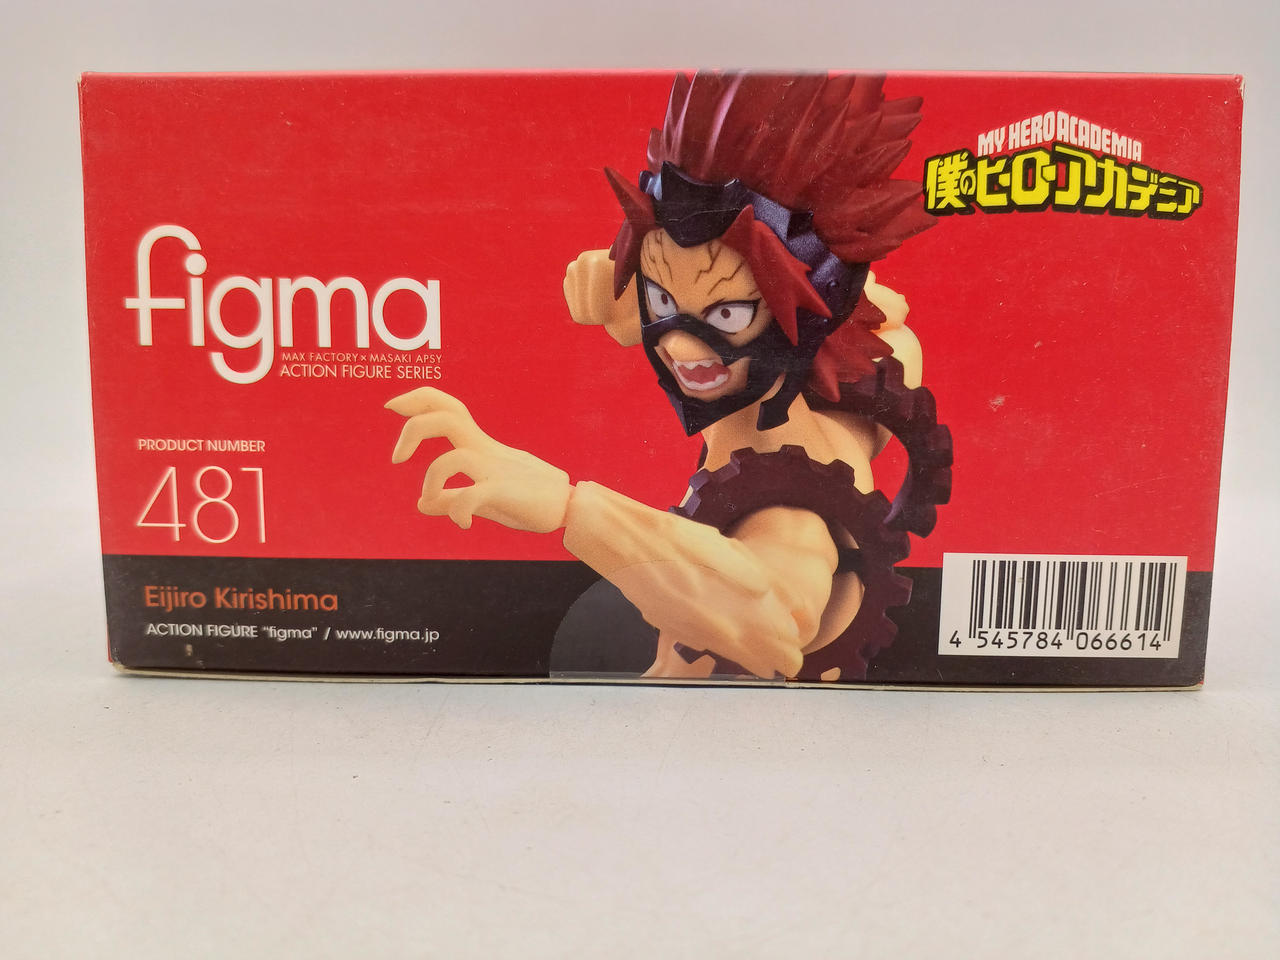 MY HERO ACADEMIA
僕のヒーローアカデミア
figma
MAX FACTORY × MASAKI APSY
ACTION FIGURE SERIES
PRODUCT NUMBER
481
Eijiro Kirishima
ACTION FIGURE "figma" / www.figma.jp
4 545784 066614